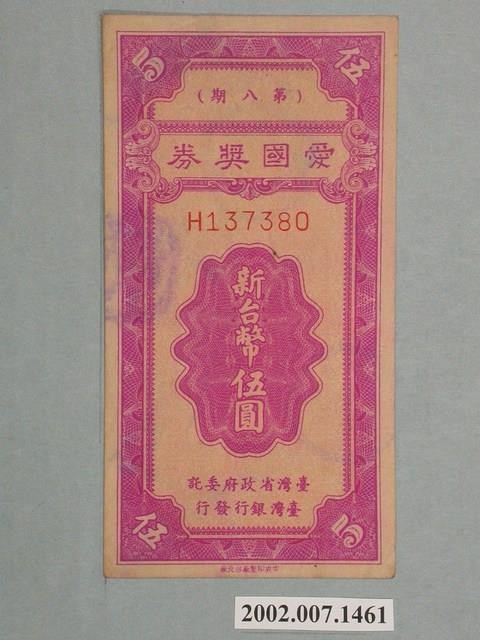 伍
(第八期)
愛國獎券
H137380
新台幣伍圓
臺灣省政府委託
臺灣銀行發行
伍
2002.007.1461